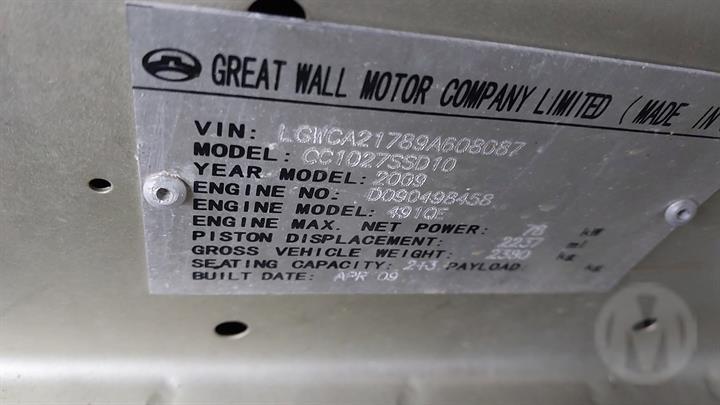 GREAT WALL MOTOR COMPANY LIMITED (MADE IN
VIN: LGWCA21789A608087
MODEL: CC1027SSD10
YEAR MODEL: 2009
ENGINE NO: D090498458
ENGINE MODEL: 491QE
ENGINE MAX. NET POWER: 78 kW
PISTON DISPLACEMENT: 2237 ml
GROSS VEHICLE WEIGHT: 2390 kg
SEATING CAPACITY: 2+3 PAYLOAD: kg
BUILT DATE: APR 09